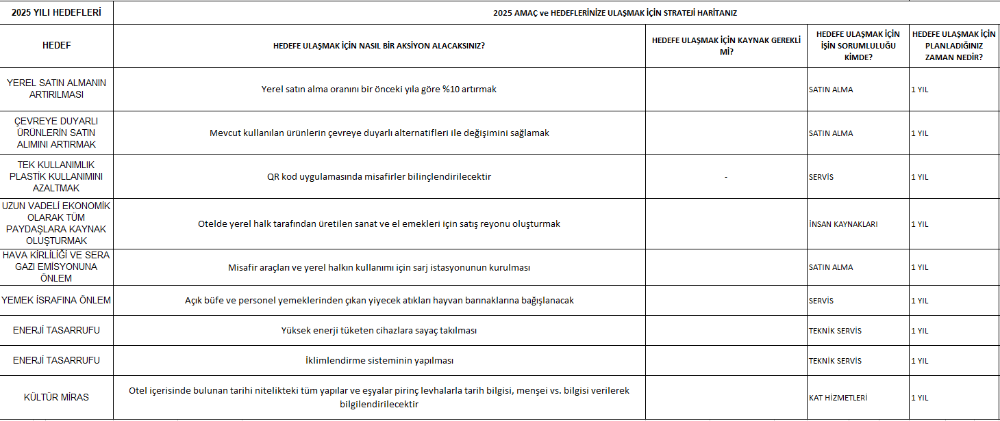 2025 YILI HEDEFLERİ
2025 AMAÇ ve HEDEFLERİNİZE ULAŞMAK İÇİN STRATEJİ HARİTANIZ
HEDEF
HEDEFE ULAŞMAK İÇİN NASIL BİR AKSİYON ALACAKSINIZ?
HEDEFE ULAŞMAK İÇİN KAYNAK GEREKLİ
Mİ?
HEDEFE ULAŞMAK İÇİN
İŞİN SORUMLULUĞU
KİMDE?
HEDEFE ULAŞMAK İÇİN
PLANLADIĞINIZ
ZAMAN NEDİR?
YEREL SATIN ALMANIN
ARTIRILMASI
Yerel satın alma oranını bir önceki yıla göre %10 artırmak
SATIN ALMA
1 YIL
ÇEVREYE DUYARLI
ÜRÜNLERİN SATIN
ALIMINI ARTIRMAK
Mevcut kullanılan ürünlerin çevreye duyarlı alternatifleri ile değişimini sağlamak
SATIN ALMA
1 YIL
TEK KULLANIMLIK
PLASTİK KULLANIMINI
AZALTMAK
QR kod uygulamasında misafirler bilinçlendirilecektir
-
SERVİS
1 YIL
UZUN VADELİ EKONOMİK
OLARAK TÜM
PAYDAŞLARA KAYNAK
OLUŞTURMAK
Otelde yerel halk tarafından üretilen sanat ve el emekleri için satış reyonu oluşturmak
İNSAN KAYNAKLARI
1 YIL
HAVA KİRLİLİĞİ VE SERA
GAZI EMİSYONUNA
ÖNLEM
Misafir araçları ve yerel halkın kullanımı için sarj istasyonunun kurulması
SATIN ALMA
1 YIL
YEMEK İSRAFINA ÖNLEM
Açık büfe ve personel yemeklerinden çıkan yiyecek atıkları hayvan barınaklarına bağışlanacak
SERVİS
1 YIL
ENERJİ TASARRUFU
Yüksek enerji tüketen cihazlara sayaç takılması
TEKNİK SERVİS
1 YIL
ENERJİ TASARRUFU
İklimlendirme sisteminin yapılması
TEKNİK SERVİS
1 YIL
KÜLTÜR MİRAS
Otel içerisinde bulunan tarihi nitelikteki tüm yapılar ve eşyalar pirinç levhalarla tarih bilgisi, menşei vs. bilgisi verilerek
bilgilendirilecektir
KAT HİZMETLERİ
1 YIL